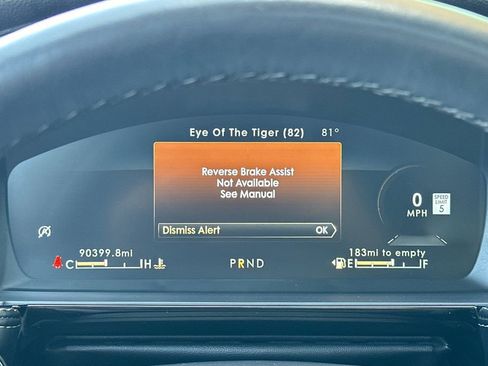 Eye Of The Tiger (82) 81°
Reverse Brake Assist
Not Available
See Manual
Dismiss Alert OK
0
MPH
SPEED
LIMIT
5
90399.8mi
183mi to empty
C H
PRND
E F